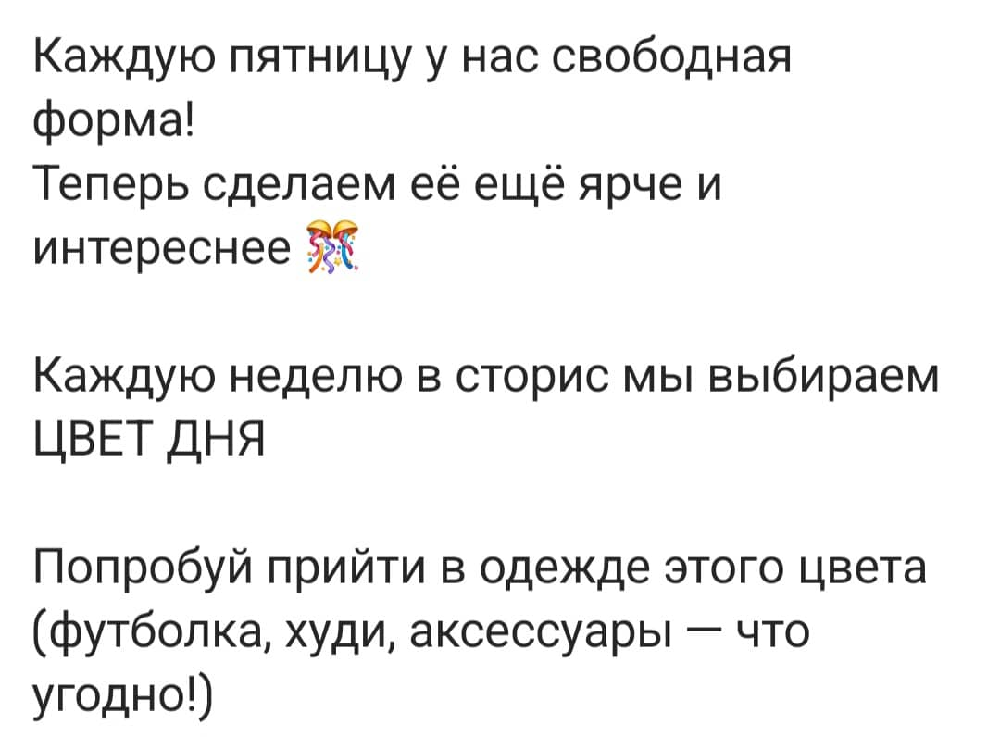 Каждую пятницу у нас свободная
форма!
Теперь сделаем её ещё ярче и
интереснее 🎊
Каждую неделю в сторис мы выбираем
ЦВЕТ ДНЯ
Попробуй прийти в одежде этого цвета
(футболка, худи, аксессуары — что
угодно!)